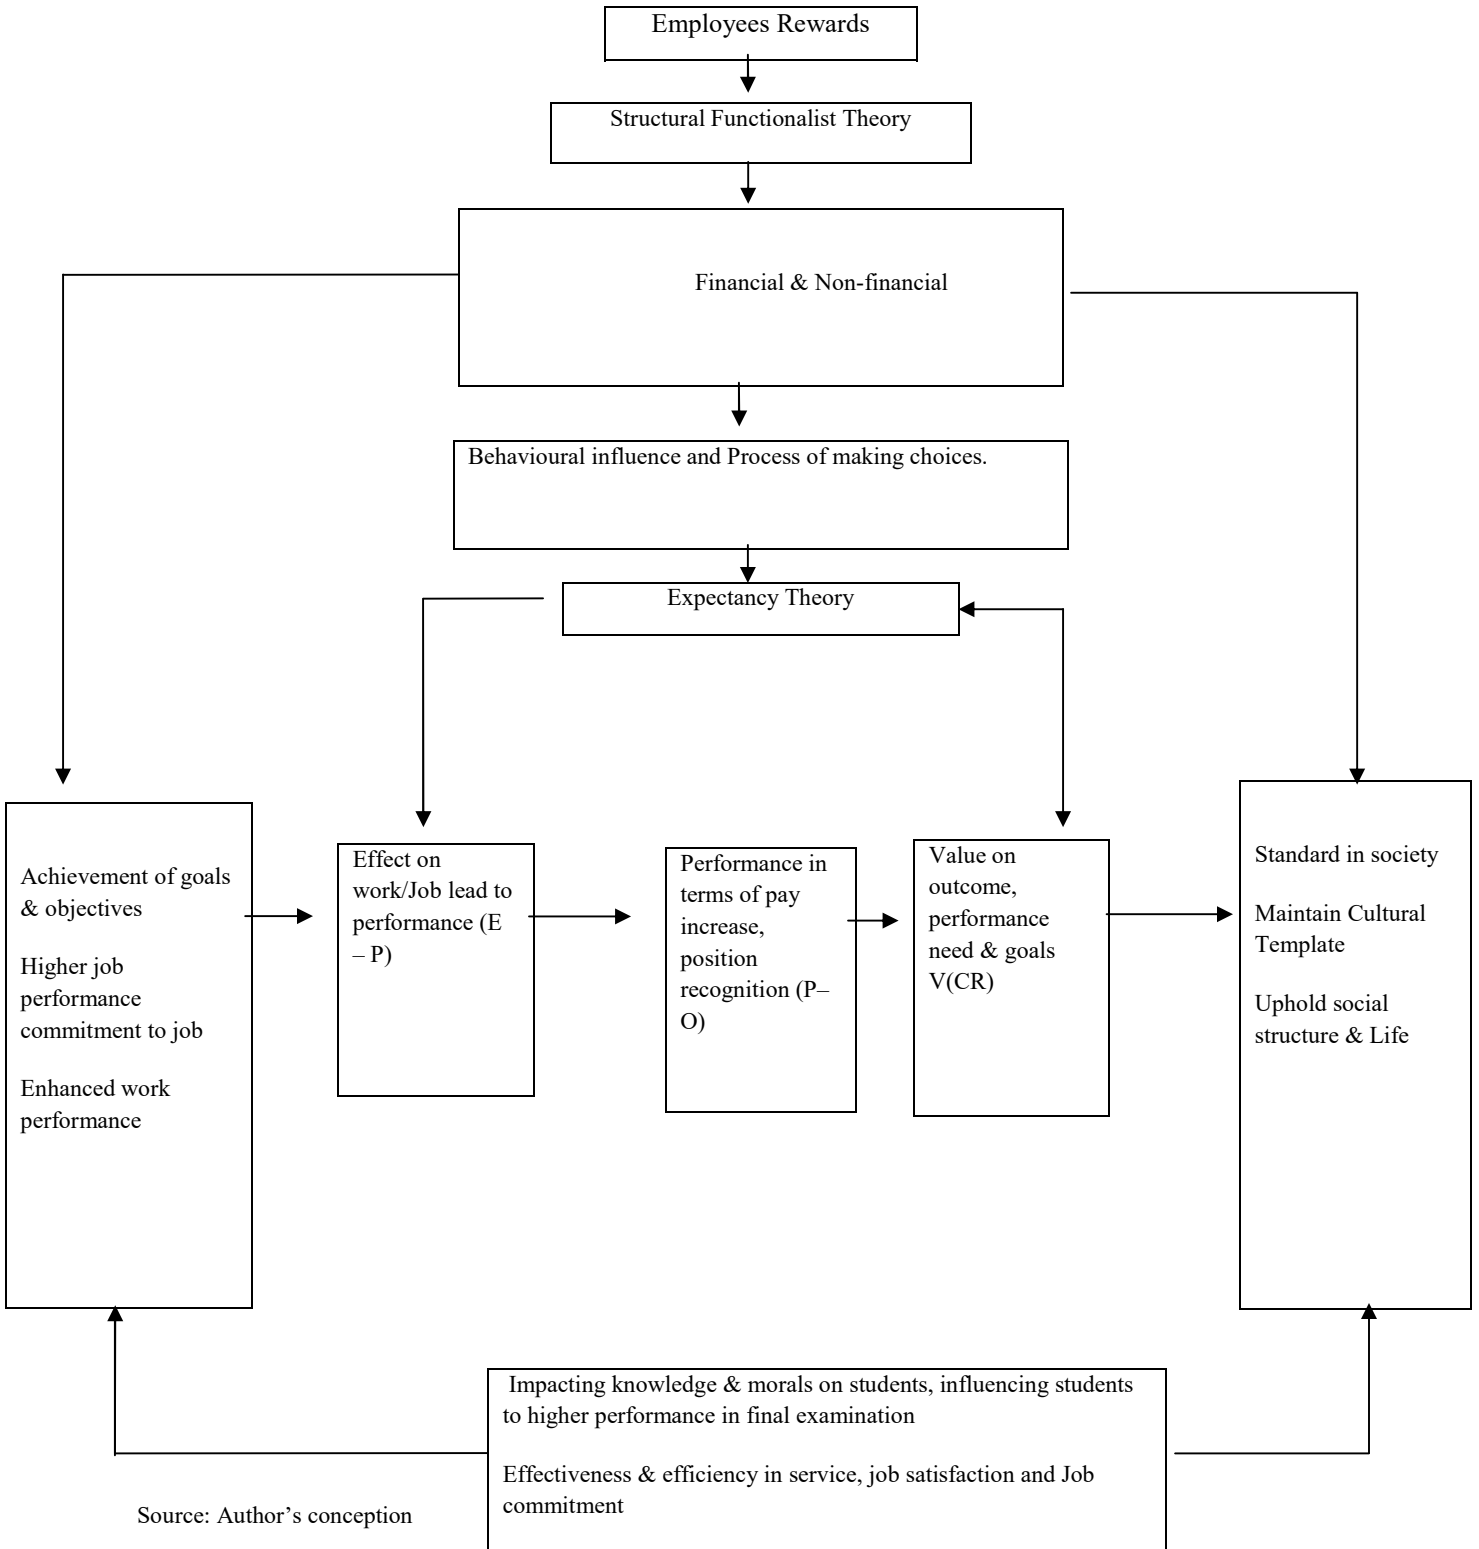 Employees Rewards
Structural Functionalist Theory
Financial & Non-financial
Behavioural influence and Process of making choices.
Expectancy Theory
Achievement of goals
& objectives
Higher job
performance
commitment to job
Enhanced work
performance
Effect on
work/Job lead to
performance (E
– P)
Performance in
terms of pay
increase,
position
recognition (P–
O)
Value on
outcome,
performance
need & goals
V(CR)
Standard in society
Maintain Cultural
Template
Uphold social
structure & Life
Impacting knowledge & morals on students, influencing students
to higher performance in final examination
Effectiveness & efficiency in service, job satisfaction and Job
commitment
Source: Author’s conception